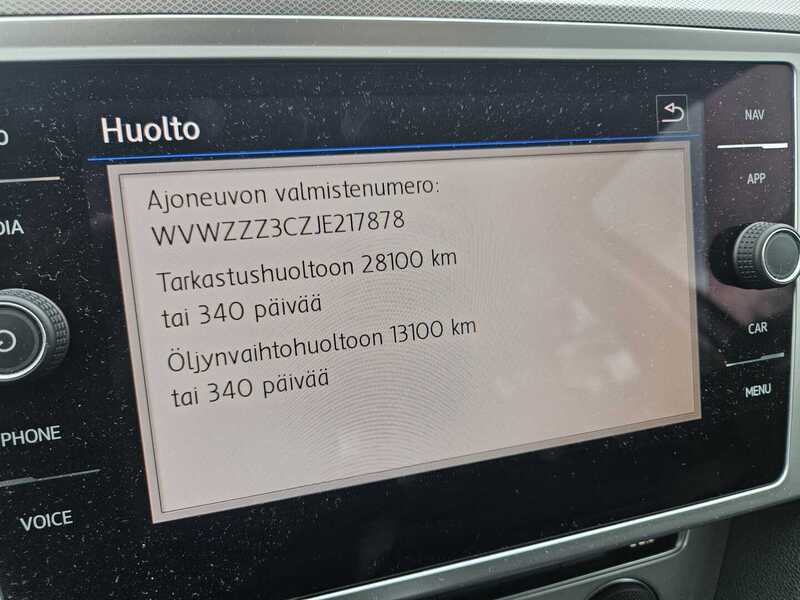 Huolto
NAV
Ajoneuvon valmistenumero:
WVWZZZ3CZJE217878
APP
Tarkastushuoltoon 28100 km
tai 340 päivää
Öljynvaihtohuoltoon 13100 km
tai 340 päivää
CAR
MENU
PHONE
VOICE